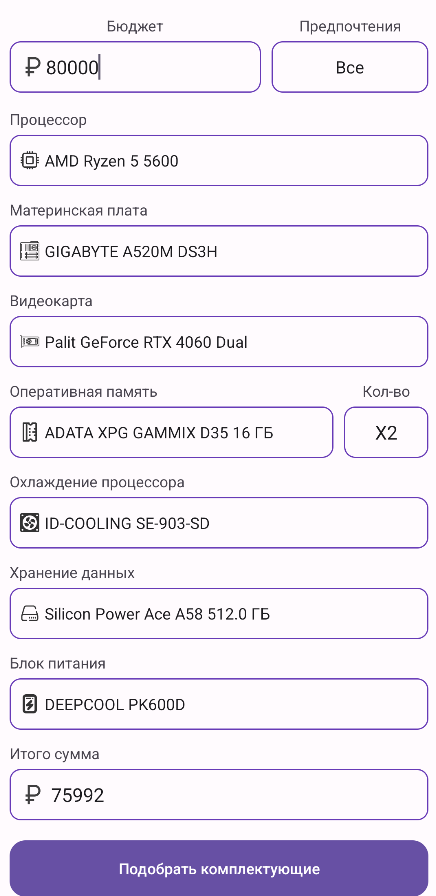 Бюджет Предпочтения
₽ 80000 Все
Процессор
AMD Ryzen 5 5600
Материнская плата
GIGABYTE A520M DS3H
Видеокарта
Palit GeForce RTX 4060 Dual
Оперативная память Кол-во
ADATA XPG GAMMIX D35 16 ГБ X2
Охлаждение процессора
ID-COOLING SE-903-SD
Хранение данных
Silicon Power Ace A58 512.0 ГБ
Блок питания
DEEPCOOL PK600D
Итого сумма
₽ 75992
Подобрать комплектующие